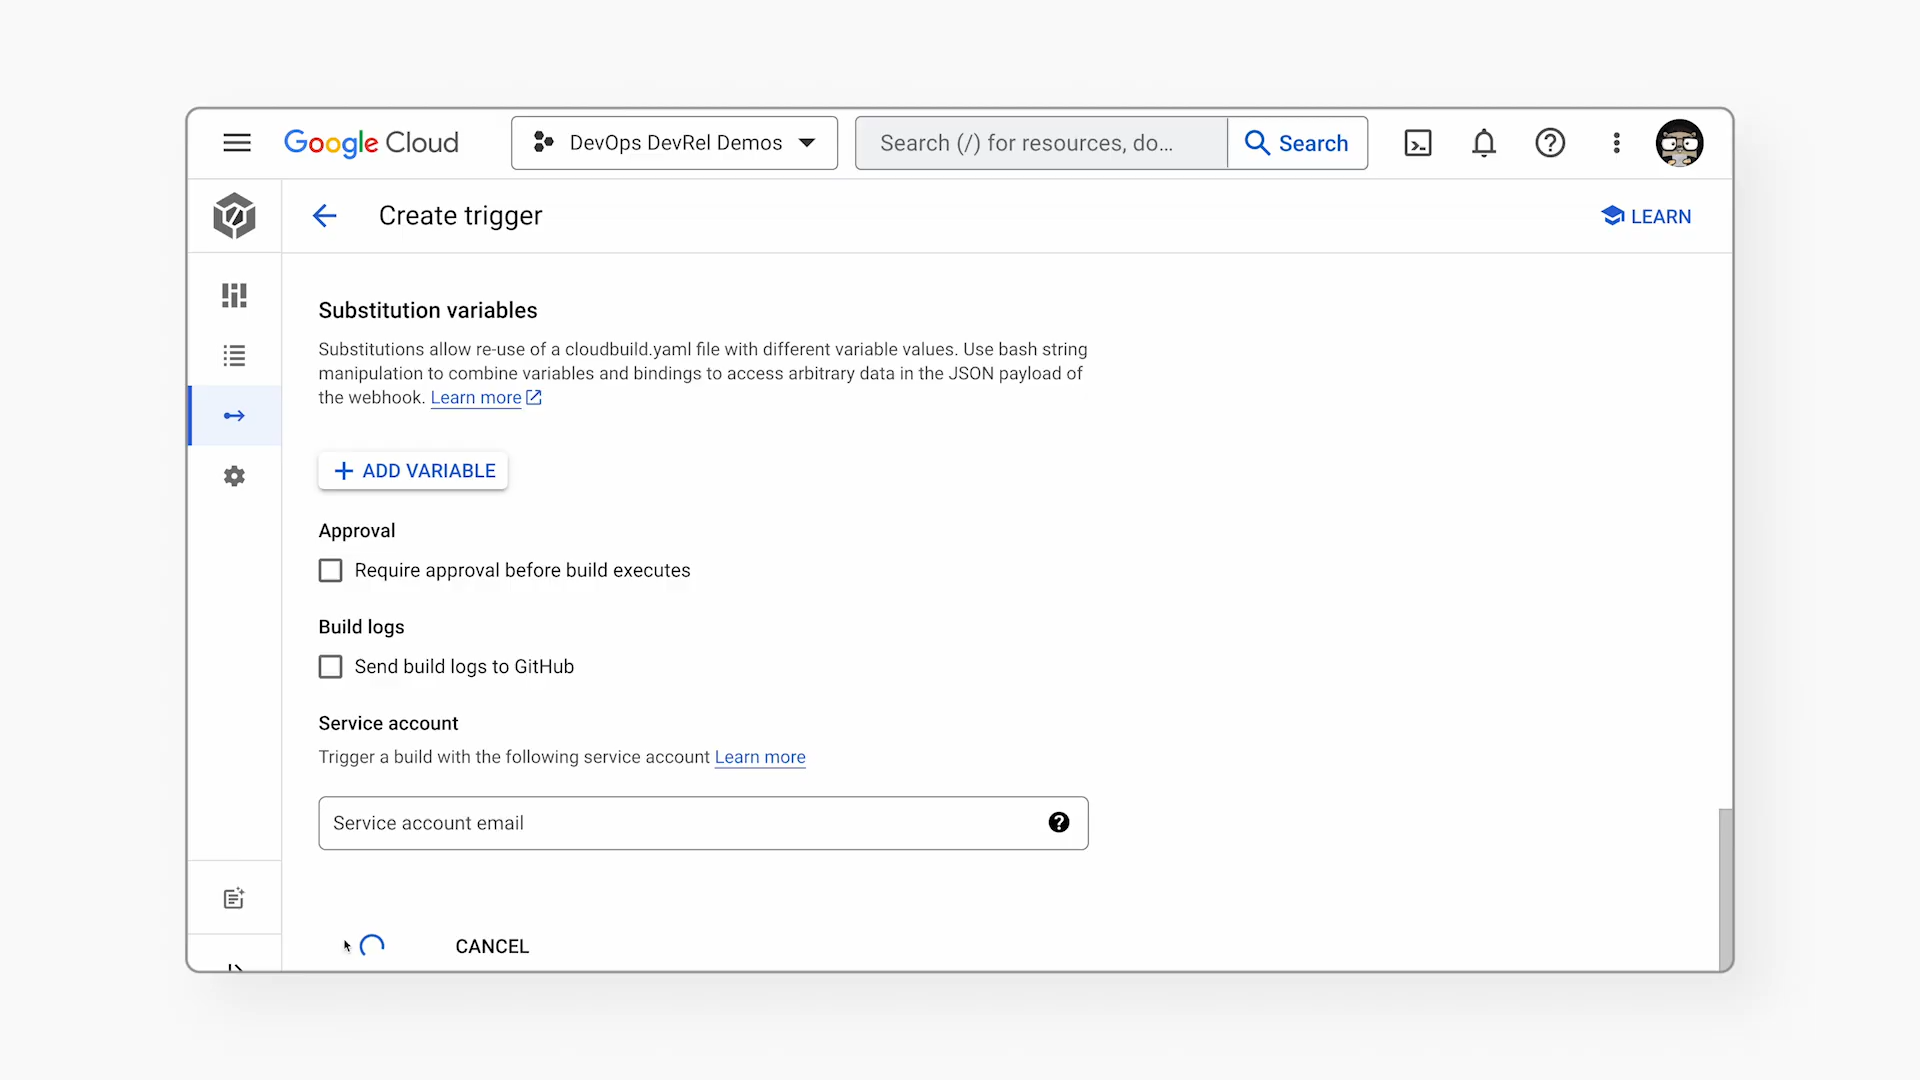 Google Cloud
DevOps DevRel Demos
Search (/) for resources, do...
Search
Create trigger
LEARN
Substitution variables
Substitutions allow re-use of a cloudbuild.yaml file with different variable values. Use bash string
manipulation to combine variables and bindings to access arbitrary data in the JSON payload of
the webhook. Learn more
+ ADD VARIABLE
Approval
Require approval before build executes
Build logs
Send build logs to GitHub
Service account
Trigger a build with the following service account Learn more
Service account email
CANCEL